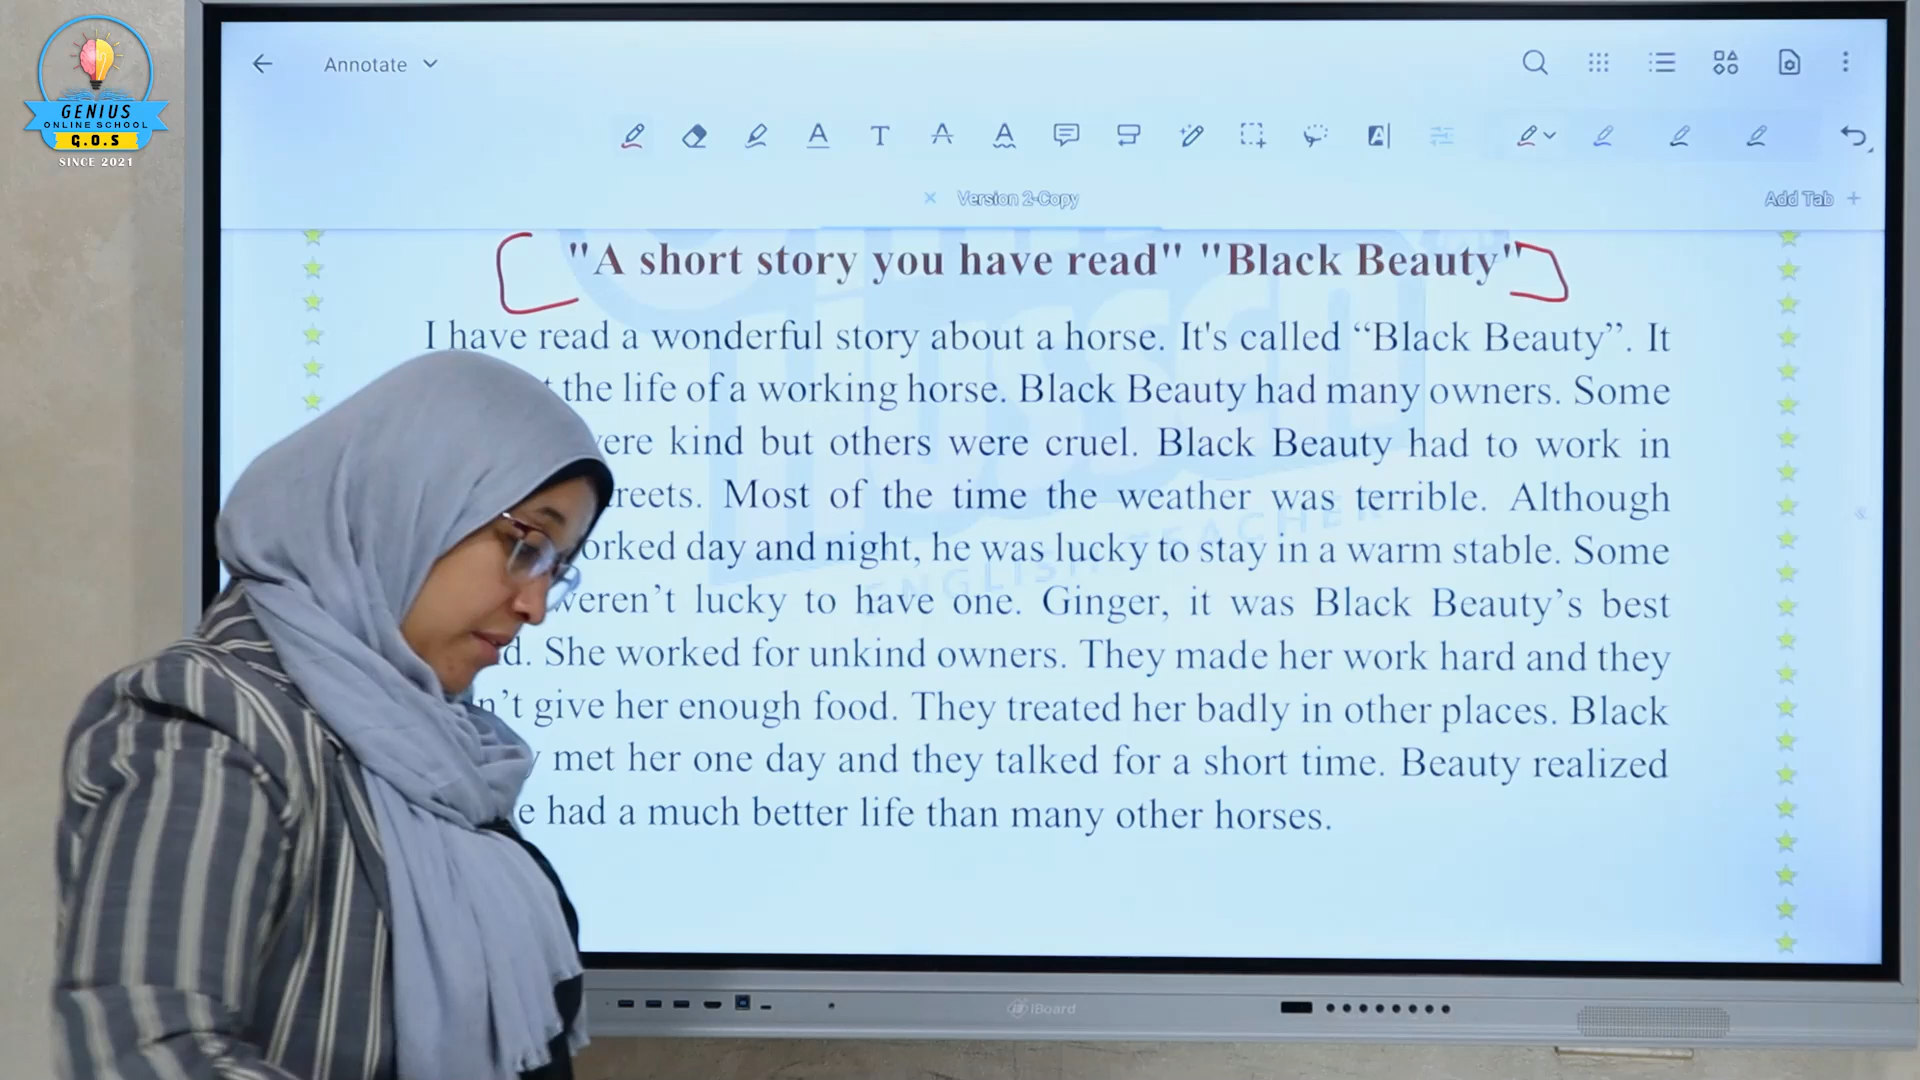 GENIUS
ONLINE SCHOOL
G.O.S
SINCE 2021
Annotate
Version 2-Copy
Add Tab +
"A short story you have read" "Black Beauty"
I have read a wonderful story about a horse. It's called “Black Beauty”. It
the life of a working horse. Black Beauty had many owners. Some
kind but others were cruel. Black Beauty had to work in
Most of the time the weather was terrible. Although
day and night, he was lucky to stay in a warm stable. Some
weren’t lucky to have one. Ginger, it was Black Beauty’s best
She worked for unkind owners. They made her work hard and they
give her enough food. They treated her badly in other places. Black
met her one day and they talked for a short time. Beauty realized
had a much better life than many other horses.
ENGLISH TEACHER
iBoard